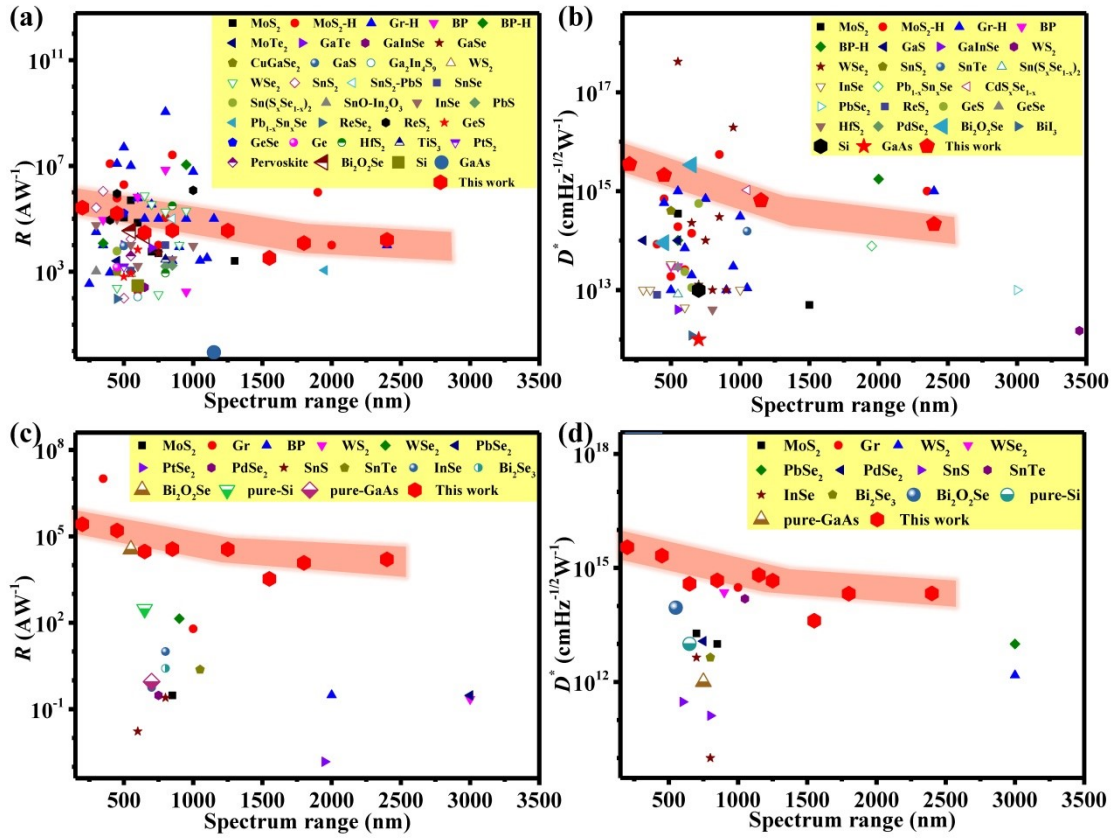 (a)
MoS₂ MoS₂-H Gr-H BP BP-H
MoTe₂ GaTe GaInSe GaSe
CuGaSe₂ GaS Ga₂In₄S₉ WS₂
WSe₂ SnS₂ SnS₂-PbS SnSe
Sn(SₓSe₁₋ₓ)₂ SnO-In₂O₃ InSe PbS
Pb₁₋ₓSnₓSe ReSe₂ ReS₂ GeS
GeSe Ge HfS₂ TiS₃ PtS₂
Pervoskite Bi₂O₂Se Si GaAs
This work
10¹¹
10⁷
10³
R (AW⁻¹)
500 1000 1500 2000 2500 3000 3500
Spectrum range (nm)
(b)
MoS₂ MoS₂-H Gr-H BP
BP-H GaS GaInSe WS₂
WSe₂ SnS₂ SnTe Sn(SₓSe₁₋ₓ)₂
InSe Pb₁₋ₓSnₓSe CdSₓSe₁₋ₓ
PbSe₂ ReS₂ GeS GeSe
HfS₂ PdSe₂ Bi₂O₂Se BiI₃
Si GaAs This work
10¹⁷
10¹⁵
10¹³
D* (cmHz⁻¹/²W⁻¹)
500 1000 1500 2000 2500 3000 3500
Spectrum range (nm)
(c)
MoS₂ Gr BP WS₂ WSe₂ PbSe₂
PtSe₂ PdSe₂ SnS SnTe InSe Bi₂Se₃
Bi₂O₂Se pure-Si pure-GaAs This work
10⁸
10⁵
10²
10⁻¹
R (AW⁻¹)
500 1000 1500 2000 2500 3000 3500
Spectrum range (nm)
(d)
MoS₂ Gr WS₂ WSe₂
PbSe₂ PdSe₂ SnS SnTe
InSe Bi₂Se₃ Bi₂O₂Se pure-Si
pure-GaAs This work
10¹⁸
10¹⁵
10¹²
D* (cmHz⁻¹/²W⁻¹)
500 1000 1500 2000 2500 3000 3500
Spectrum range (nm)